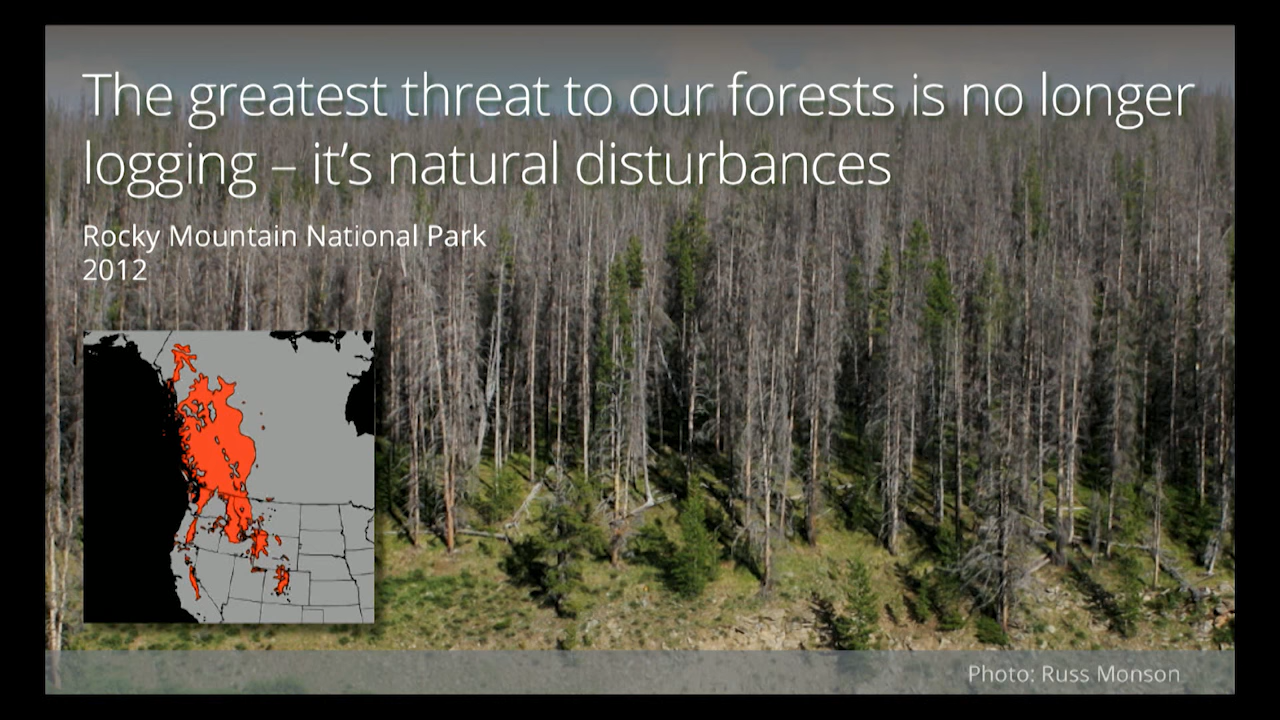 The greatest threat to our forests is no longer
logging – it's natural disturbances
Rocky Mountain National Park
2012
Photo: Russ Monson